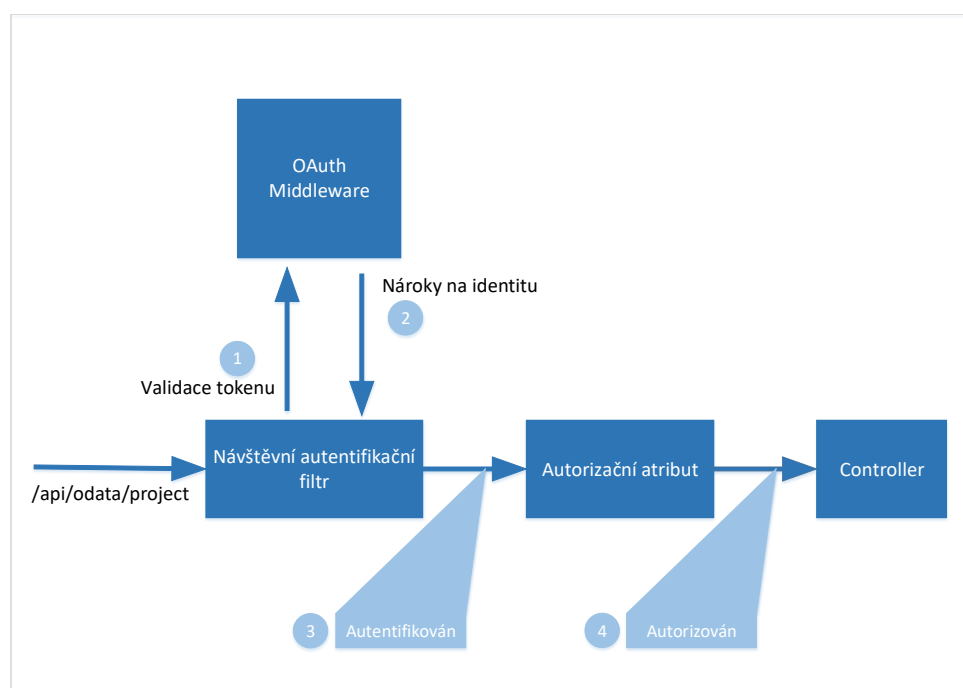 OAuth
Middleware
Nároky na identitu
2
1
Validace tokenu
/api/odata/project
Návštěvní autentifikační
filtr
Autorizační atribut
Controller
3
Autentifikován
4
Autorizován